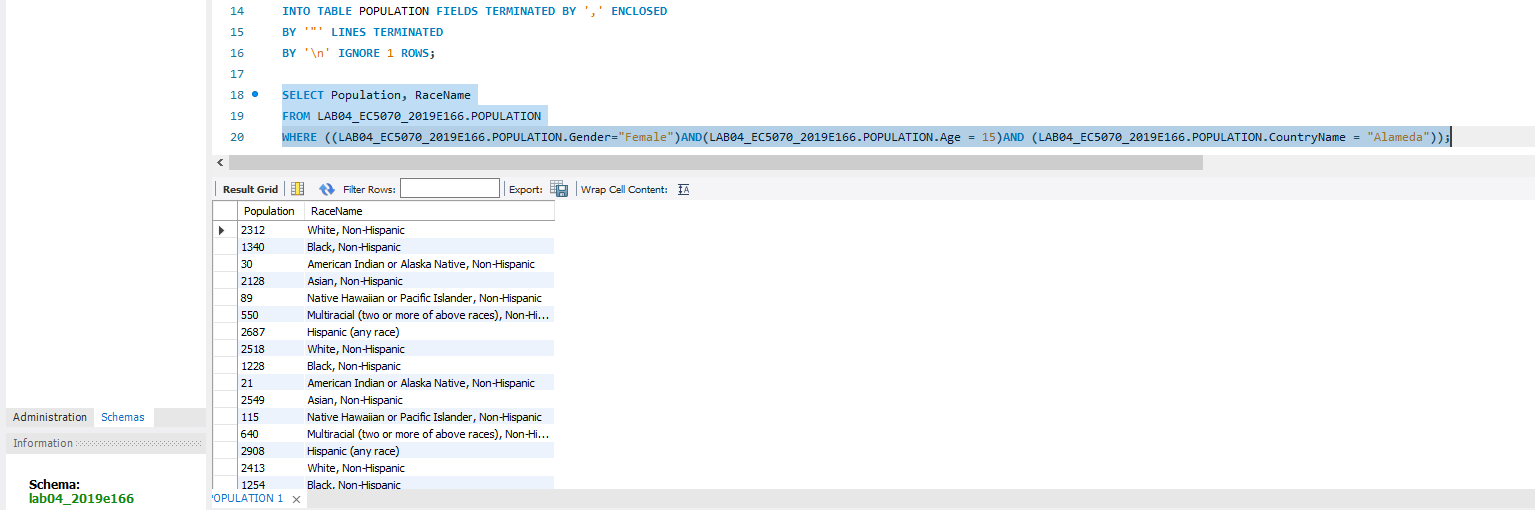 14 INTO TABLE POPULATION FIELDS TERMINATED BY ',' ENCLOSED
15 BY '"' LINES TERMINATED
16 BY '\n' IGNORE 1 ROWS;
17
18 SELECT Population, RaceName
19 FROM LAB04_EC5070_2019E166.POPULATION
20 WHERE ((LAB04_EC5070_2019E166.POPULATION.Gender="Female")AND(LAB04_EC5070_2019E166.POPULATION.Age = 15)AND (LAB04_EC5070_2019E166.POPULATION.CountryName = "Alameda"));
Result Grid Filter Rows: Export: Wrap Cell Content:
Population RaceName
2312 White, Non-Hispanic
1340 Black, Non-Hispanic
30 American Indian or Alaska Native, Non-Hispanic
2128 Asian, Non-Hispanic
89 Native Hawaiian or Pacific Islander, Non-Hispanic
550 Multiracial (two or more of above races), Non-Hi...
2687 Hispanic (any race)
2518 White, Non-Hispanic
1228 Black, Non-Hispanic
21 American Indian or Alaska Native, Non-Hispanic
2549 Asian, Non-Hispanic
115 Native Hawaiian or Pacific Islander, Non-Hispanic
640 Multiracial (two or more of above races), Non-Hi...
2908 Hispanic (any race)
2413 White, Non-Hispanic
1254 Black, Non-Hispanic
OPULATION 1
Administration Schemas
Information
Schema:
lab04_2019e166